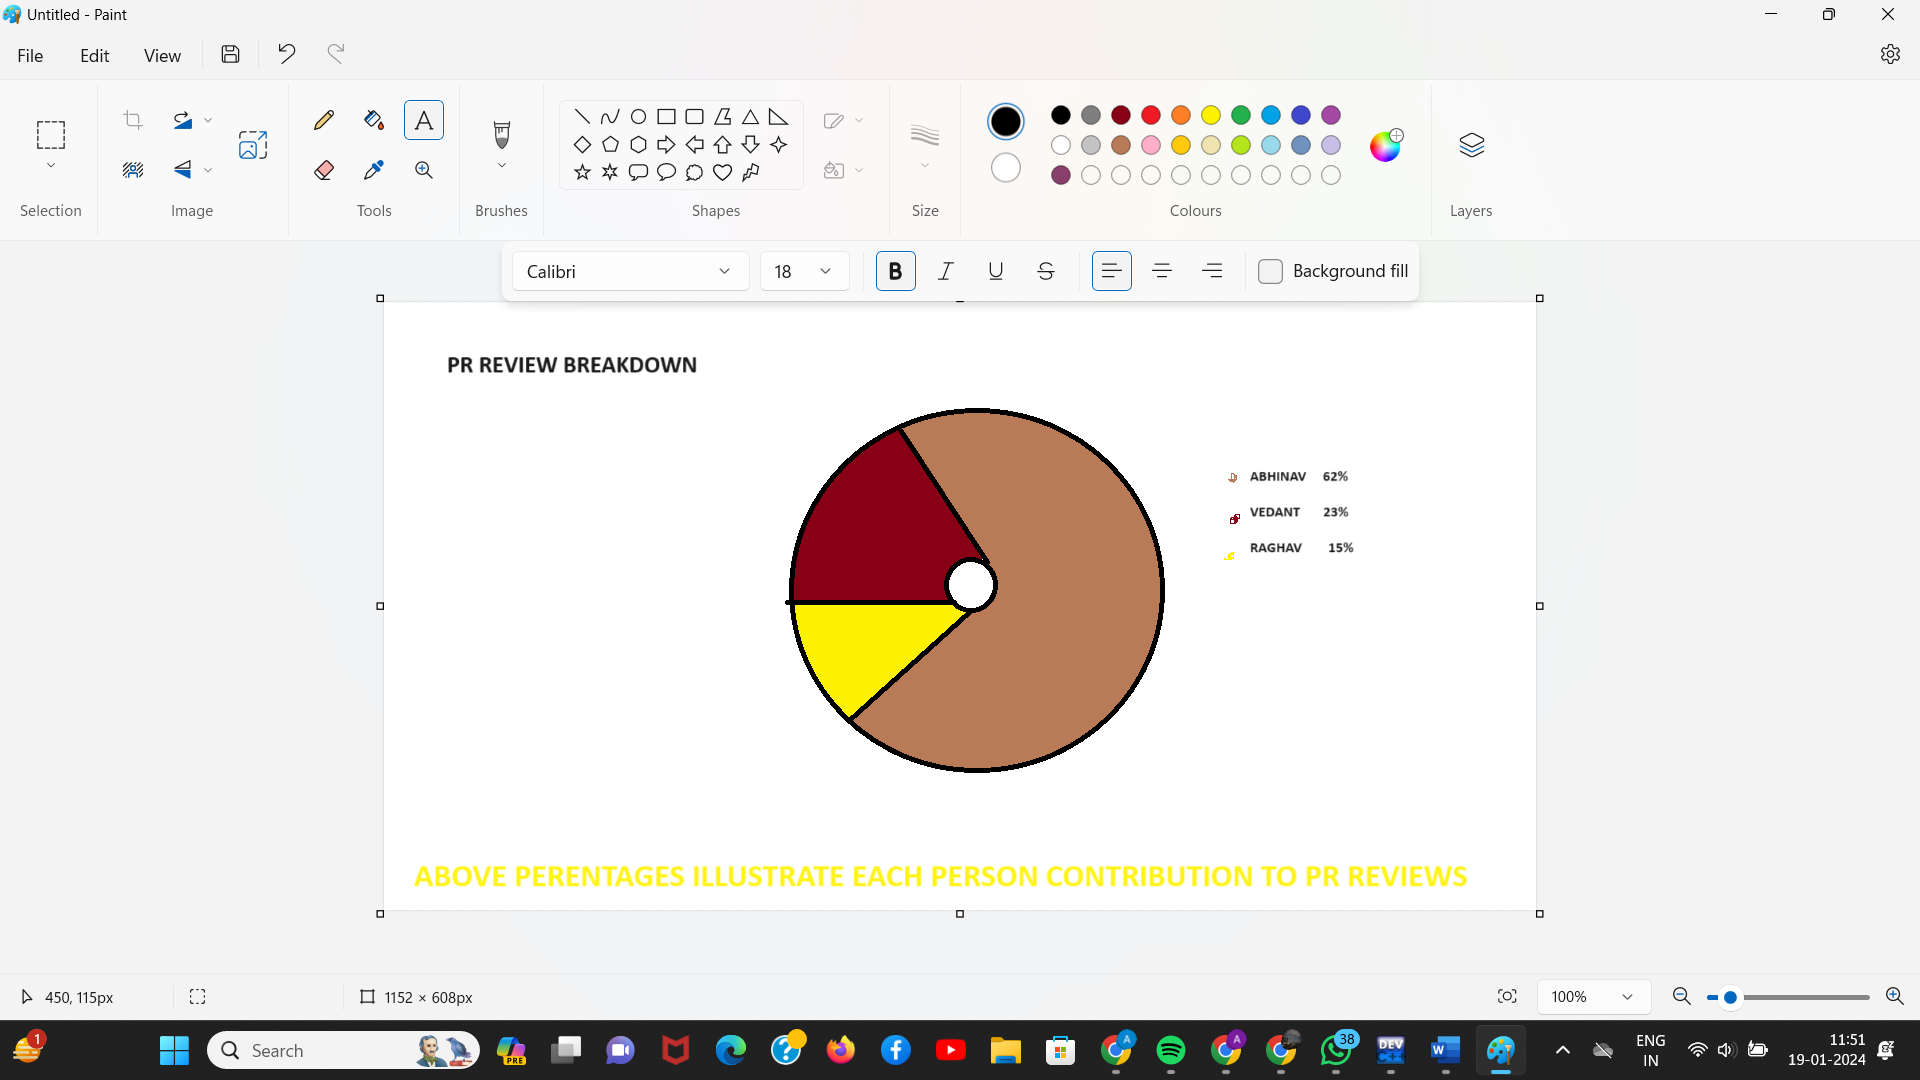 Untitled - Paint
File Edit View
Selection Image Tools Brushes Shapes Size Colours Layers
Calibri 18 B I U S Background fill
PR REVIEW BREAKDOWN
ABHINAV 62%
VEDANT 23%
RAGHAV 15%
ABOVE PERENTAGES ILLUSTRATE EACH PERSON CONTRIBUTION TO PR REVIEWS
450, 115px 1152 × 608px 100%
1 Search PRE A A 38 DEV C++ W ENG 11:51
IN 19-01-2024